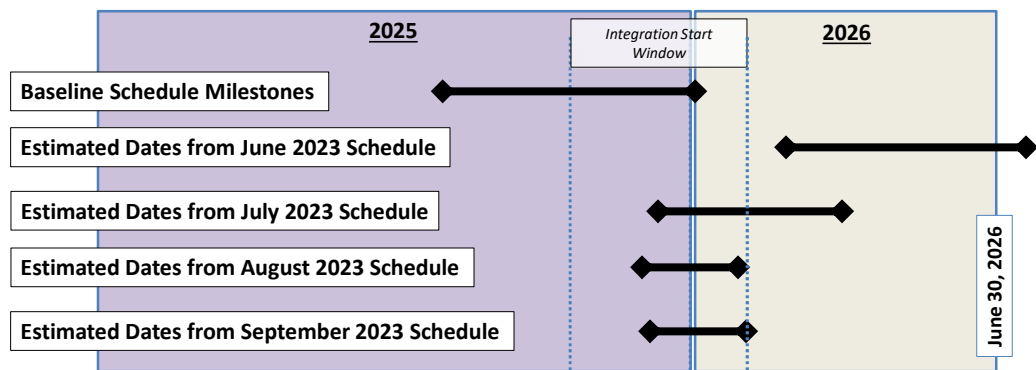 2025
Integration Start
Window
2026
Baseline Schedule Milestones
Estimated Dates from June 2023 Schedule
Estimated Dates from July 2023 Schedule
Estimated Dates from August 2023 Schedule
Estimated Dates from September 2023 Schedule
June 30, 2026